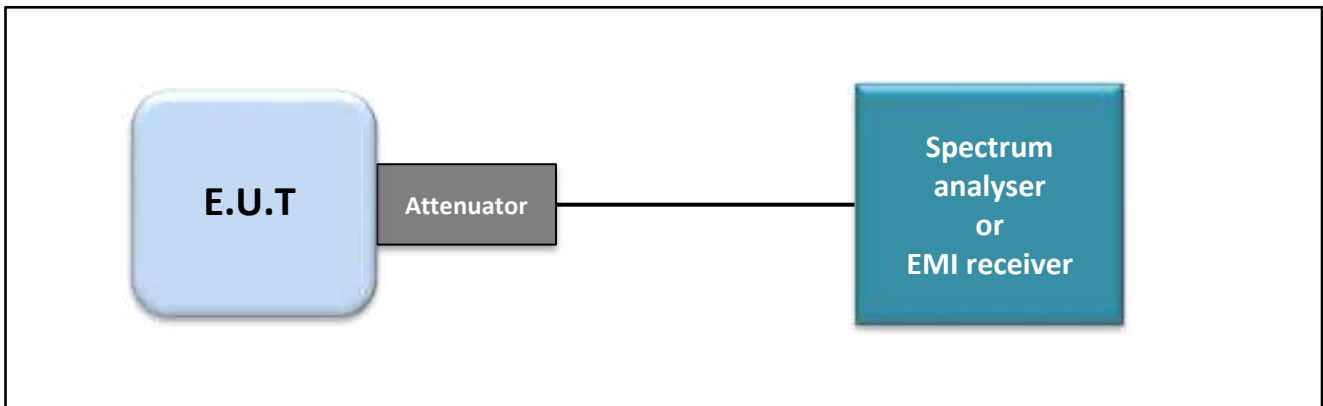 E.U.T
Attenuator
Spectrum
analyser
or
EMI receiver